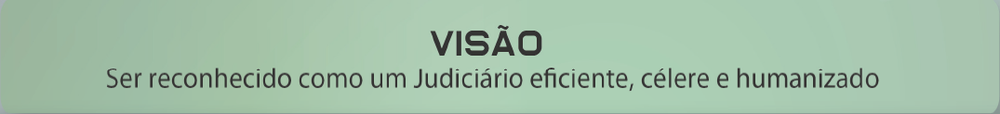 VISÃO
Ser reconhecido como um Judiciário eficiente, célere e humanizado